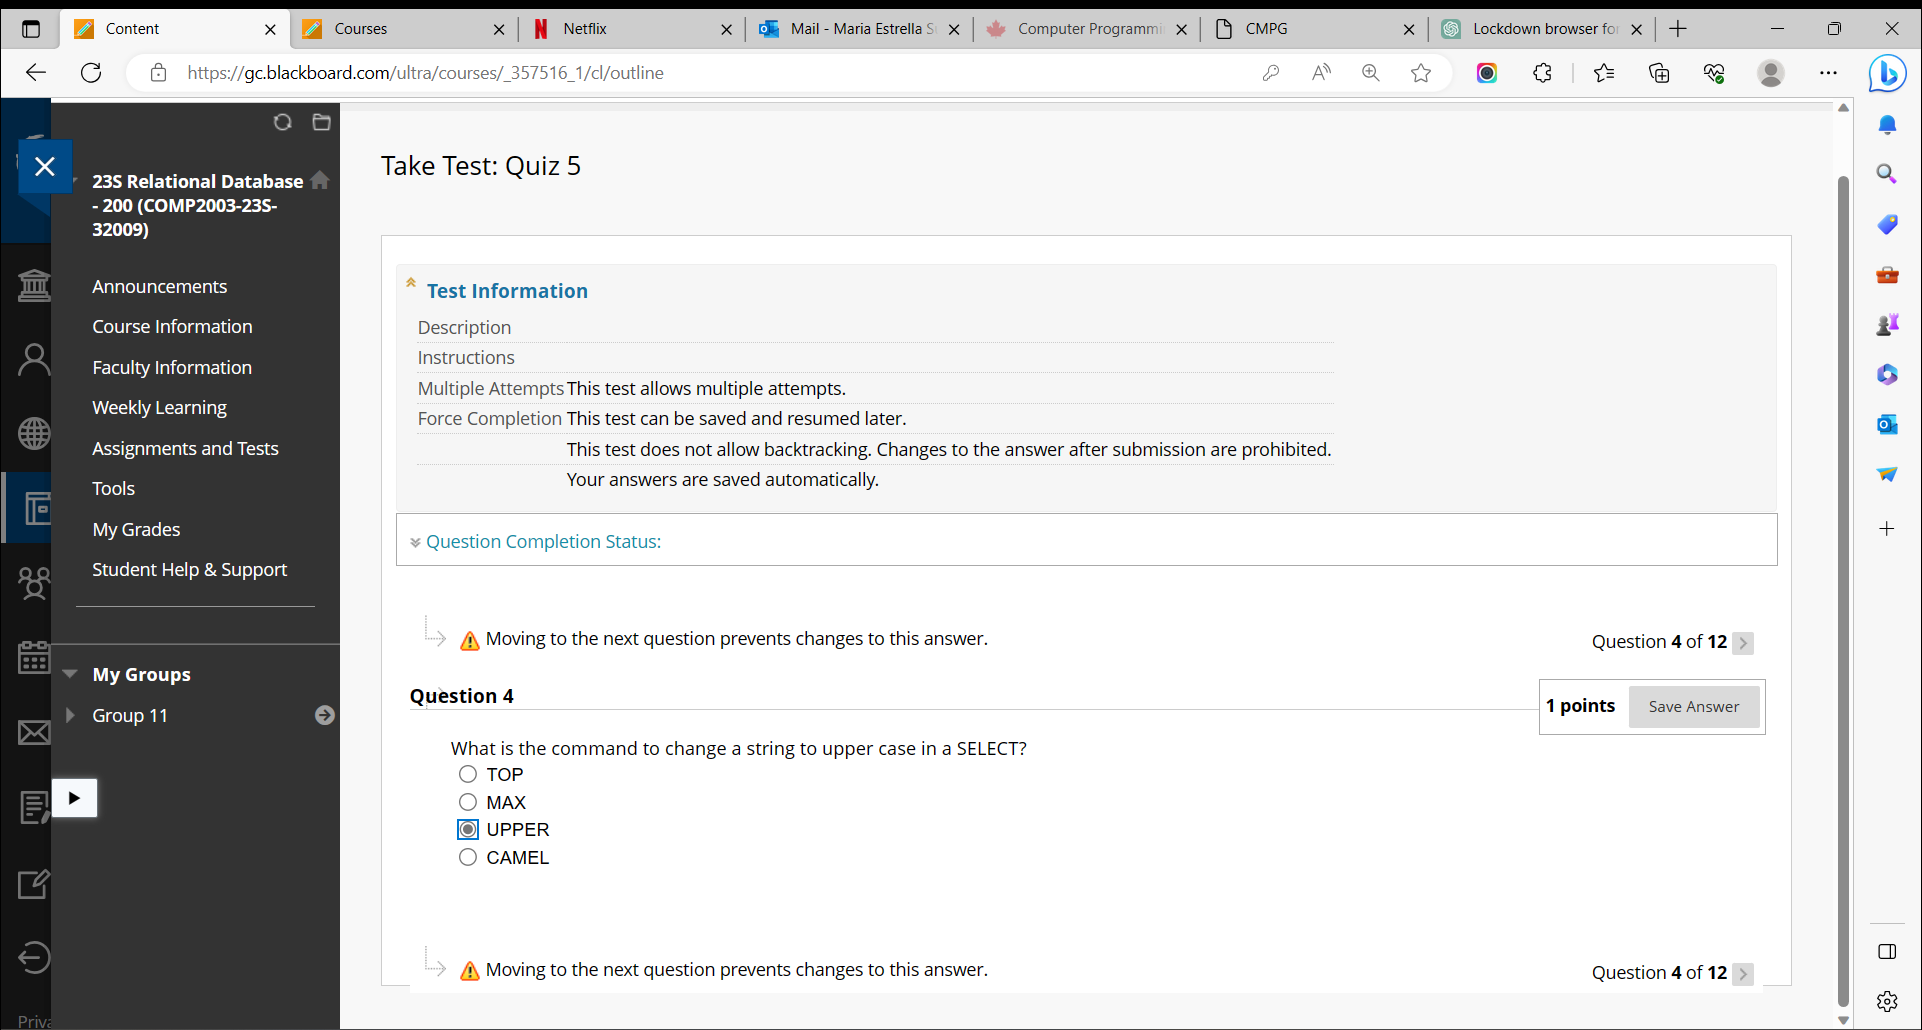 Content
Courses
Netflix
Mail - Maria Estrella S
Computer Programmi
CMPG
Lockdown browser for
https://gc.blackboard.com/ultra/courses/_357516_1/cl/outline
23S Relational Database
- 200 (COMP2003-23S-
32009)
Announcements
Course Information
Faculty Information
Weekly Learning
Assignments and Tests
Tools
My Grades
Student Help & Support
My Groups
Group 11
Priva
Take Test: Quiz 5
Test Information
Description
Instructions
Multiple Attempts This test allows multiple attempts.
Force Completion This test can be saved and resumed later.
This test does not allow backtracking. Changes to the answer after submission are prohibited.
Your answers are saved automatically.
Question Completion Status:
Moving to the next question prevents changes to this answer.
Question 4 of 12
Question 4
1 points
Save Answer
What is the command to change a string to upper case in a SELECT?
TOP
MAX
UPPER
CAMEL
Moving to the next question prevents changes to this answer.
Question 4 of 12